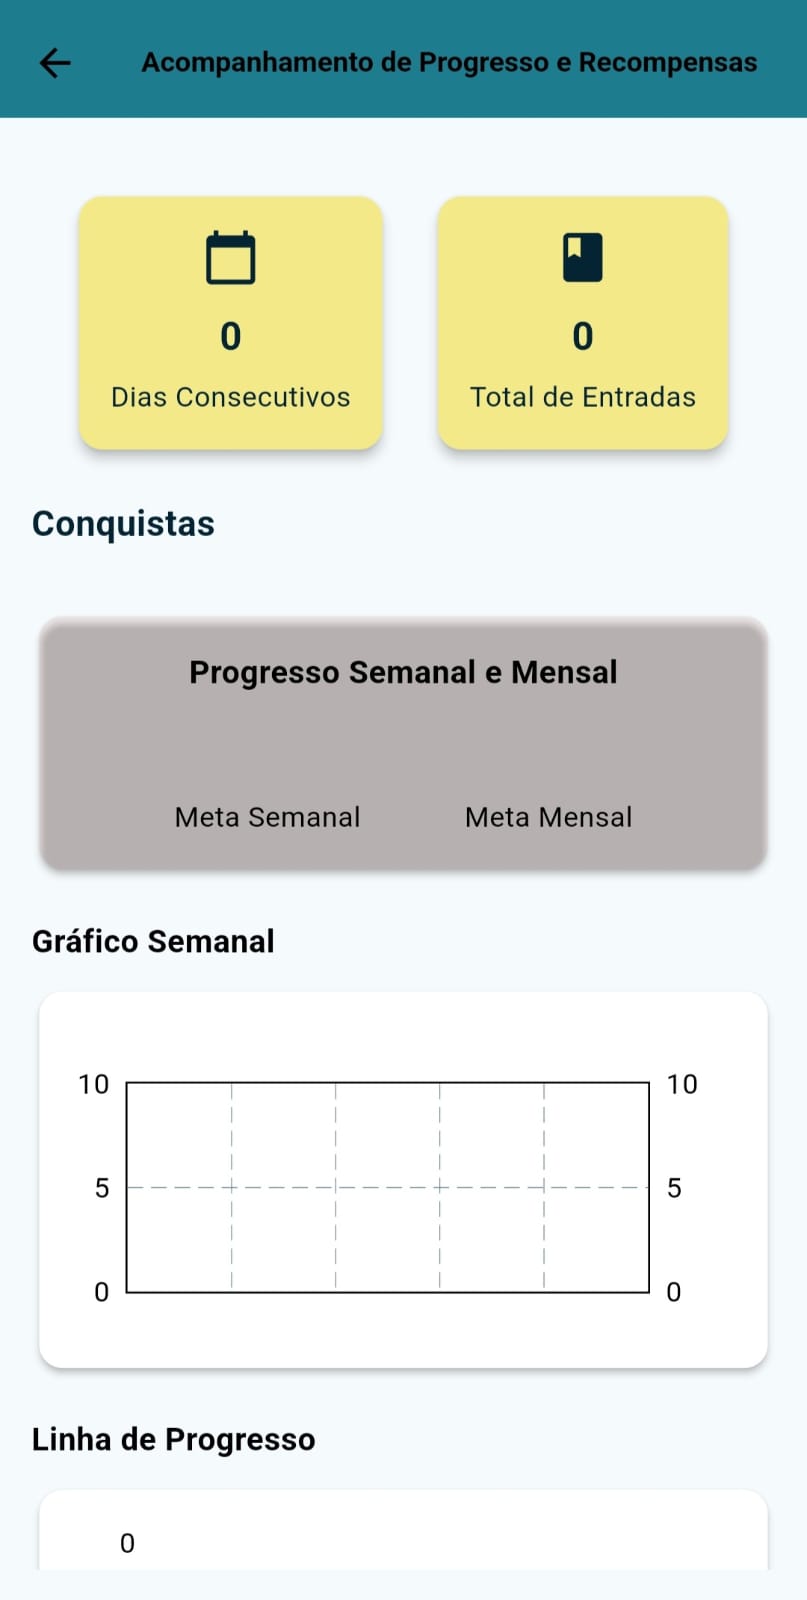 Acompanhamento de Progresso e Recompensas
0
Dias Consecutivos
0
Total de Entradas
Conquistas
Progresso Semanal e Mensal
Meta Semanal
Meta Mensal
Gráfico Semanal
10
10
5
5
0
0
Linha de Progresso
0